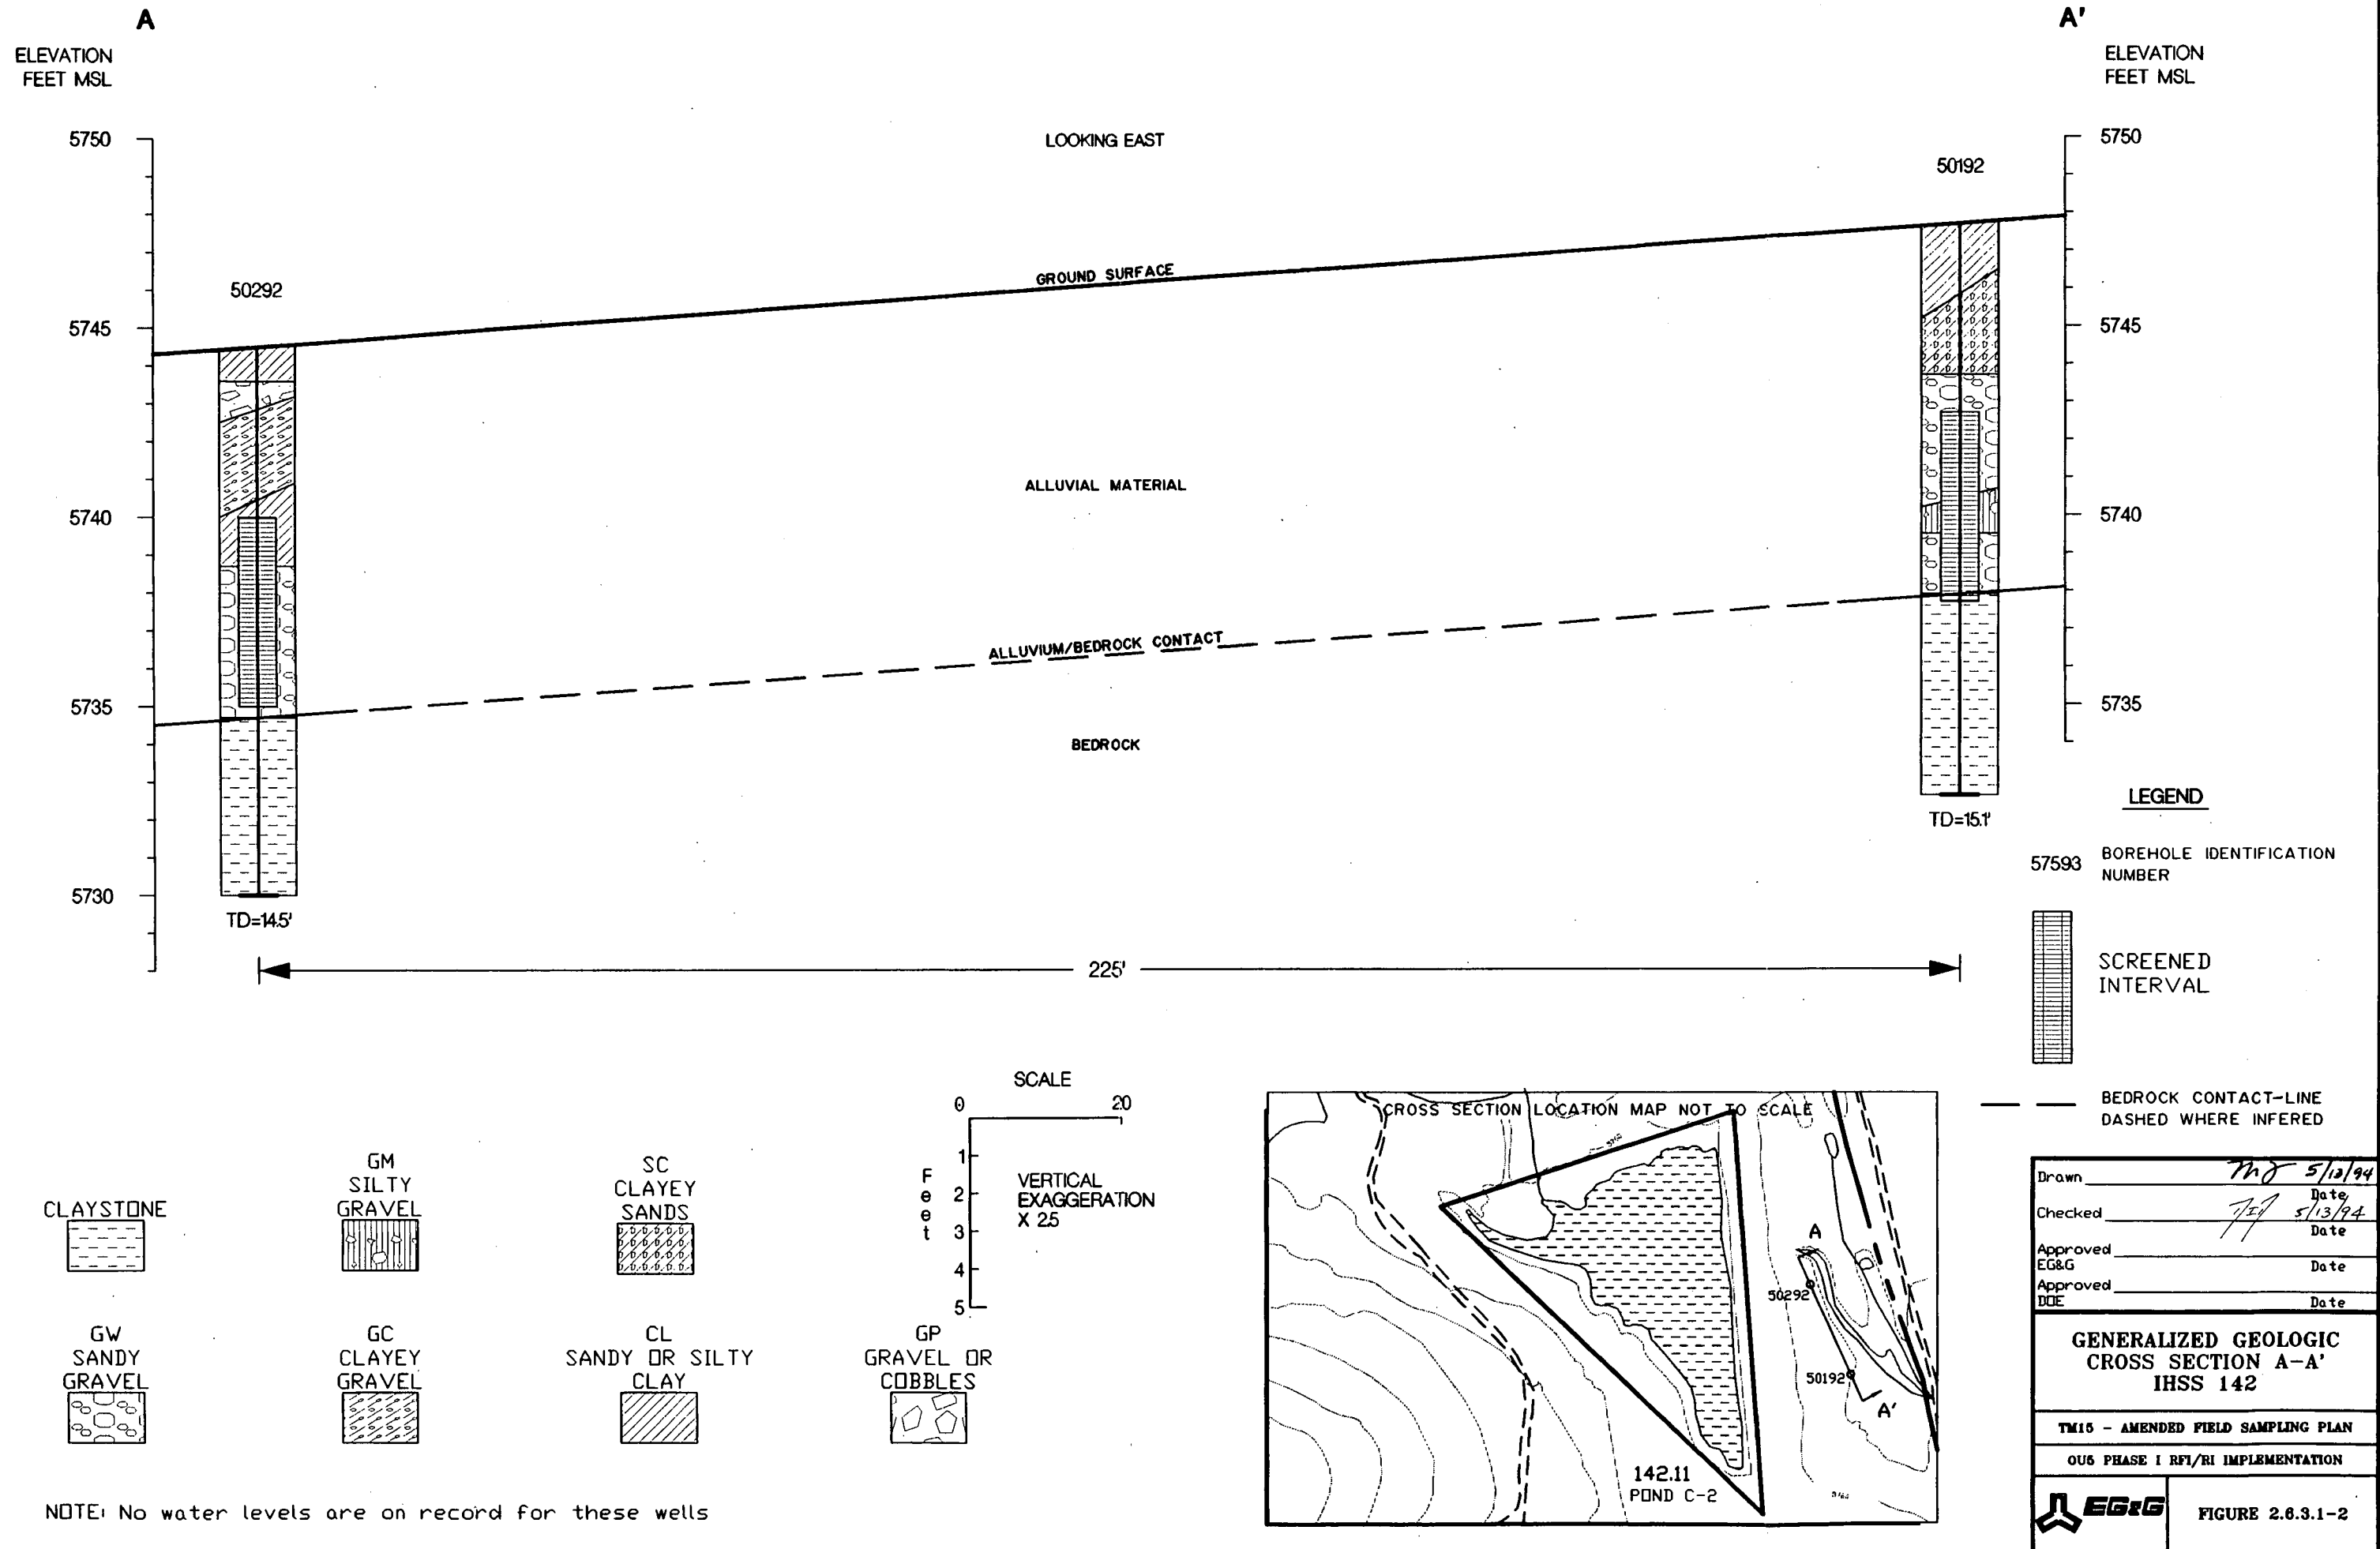 A
A'
ELEVATION
FEET MSL
ELEVATION
FEET MSL
5750
LOOKING EAST
5750
50192
50292
GROUND SURFACE
5745
5745
ALLUVIAL MATERIAL
5740
5740
ALLUVIUM/BEDROCK CONTACT
5735
5735
BEDROCK
5730
TD=14.5'
TD=15.1'
225'
LEGEND
57593
BOREHOLE IDENTIFICATION
NUMBER
SCREENED
INTERVAL
BEDROCK CONTACT-LINE
DASHED WHERE INFERED
SCALE
0 20
1
2
3
4
5
Feet
VERTICAL
EXAGGERATION
X 25
CLAYSTONE
GM
SILTY
GRAVEL
SC
CLAYEY
SANDS
GW
SANDY
GRAVEL
GC
CLAYEY
GRAVEL
CL
SANDY OR SILTY
CLAY
GP
GRAVEL OR
COBBLES
NOTE: No water levels are on record for these wells
CROSS SECTION LOCATION MAP NOT TO SCALE
A
50292
50192
A'
142.11
POND C-2
Drawn 5/13/94
Date
Checked 5/13/94
Date
Approved
EG&G Date
Approved
DOE Date
GENERALIZED GEOLOGIC
CROSS SECTION A-A'
IHSS 142
TM15 - AMENDED FIELD SAMPLING PLAN
OU5 PHASE I RFI/RI IMPLEMENTATION
EG&G
FIGURE 2.6.3.1-2